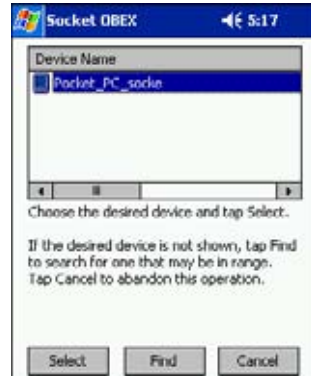 Socket OBEX 5:17
Device Name
Pocket_PC_socke
Choose the desired device and tap Select.
If the desired device is not shown, tap Find
to search for one that may be in range.
Tap Cancel to abandon this operation.
Select Find Cancel